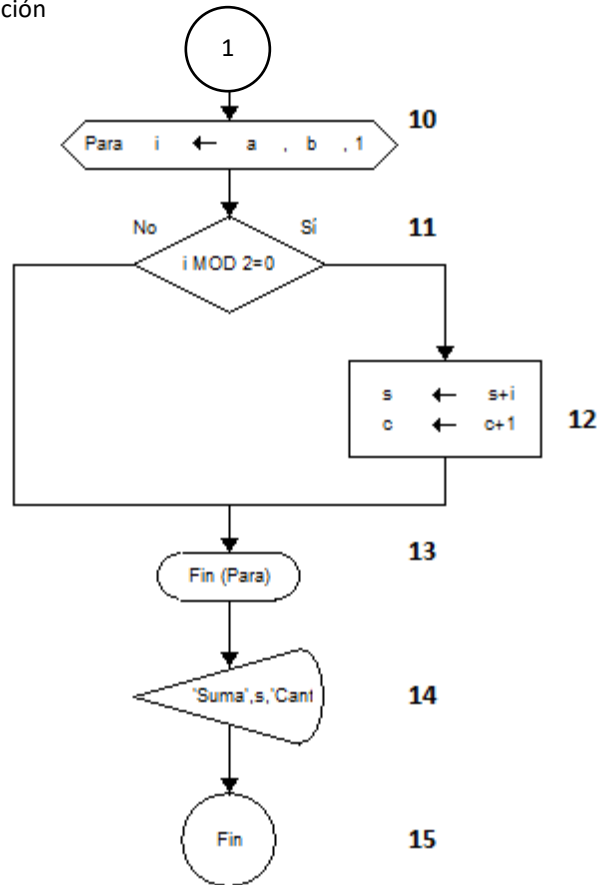 ción
1
10
Para i ← a , b , 1
No Sí 11
i MOD 2=0
s ← s+i
c ← c+1
12
13
Fin (Para)
'Suma',s,'Cant
14
Fin
15